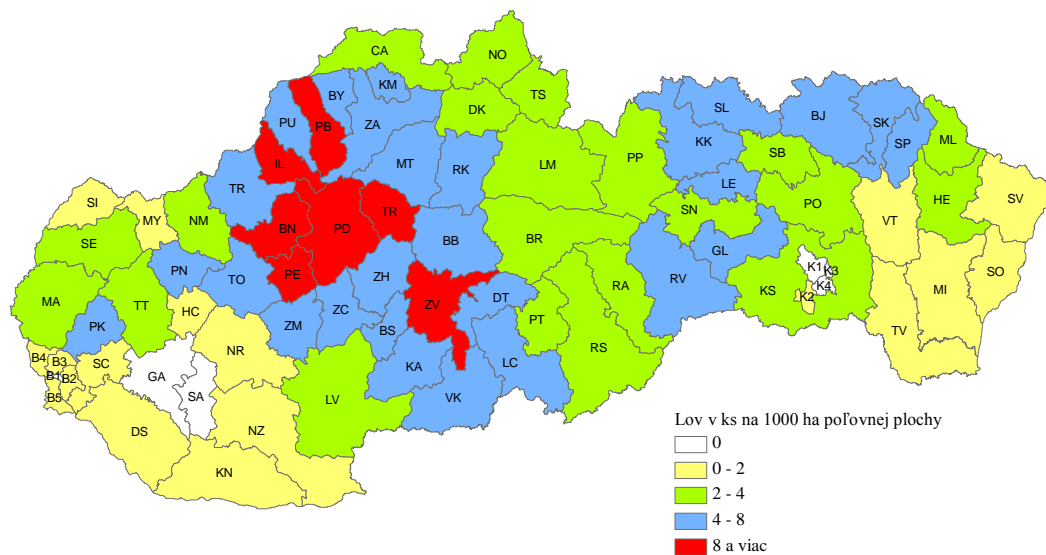 CA
NO
KM
BY
TS
PU
PB
ZA
DK
SL
BJ
SK
SP
ML
KK
SB
IL
MT
RK
LM
PP
LE
TR
HE
SI
MY
NM
BN
PD
TR
SN
PO
VT
SV
SE
BB
BR
GL
PN
TO
PE
ZH
RV
K1
K3
SO
MA
TT
HC
ZM
ZC
ZV
DT
RA
KS
K4
K2
MI
PK
BS
PT
RS
TV
B4
B3
SC
NR
KA
LC
B1
B2
GA
SA
LV
VK
B5
DS
NZ
KN
Lov v ks na 1000 ha poľovnej plochy
0
0 - 2
2 - 4
4 - 8
8 a viac